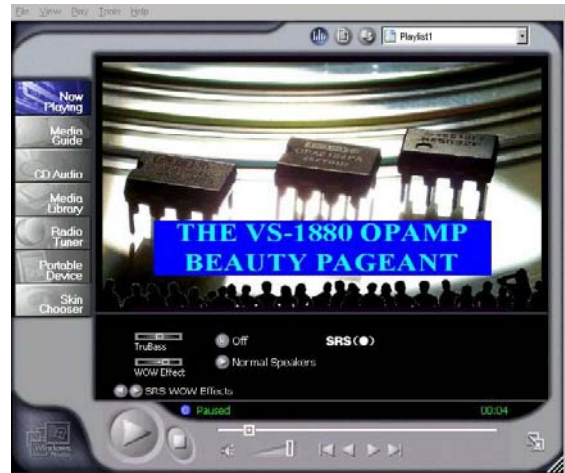 File View Play Tools Help
Playlist1
Now
Playing
Media
Guide
CD Audio
Media
Library
Radio
Tuner
Portable
Device
Skin
Chooser
THE VS-1880 OPAMP
BEAUTY PAGEANT
TruBass
Off
SRS
WOW Effect
Normal Speakers
SRS WOW Effects
Paused
00:04
Windows
Media